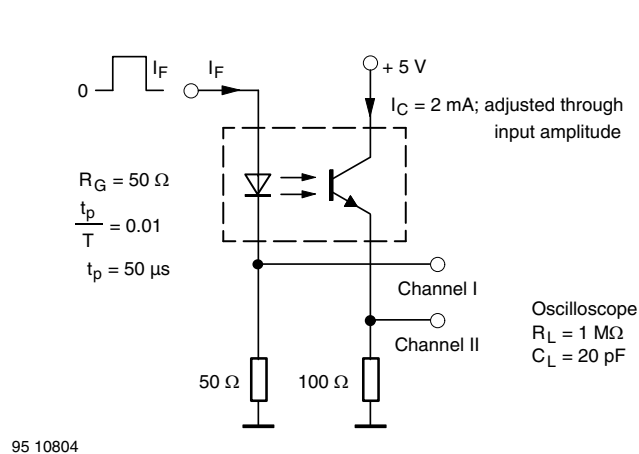 0
I_F
I_F
+ 5 V
I_C = 2 mA; adjusted through
input amplitude
R_G = 50 Ω
t_p
T
= 0.01
t_p = 50 µs
Channel I
Channel II
Oscilloscope
R_L = 1 MΩ
C_L = 20 pF
50 Ω
100 Ω
95 10804